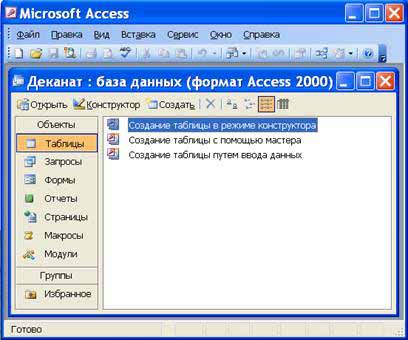 Microsoft Access
Файл Правка Вид Вставка Сервис Окно Справка
Деканат : база данных (формат Access 2000)
Открыть Конструктор Создать
Объекты
Таблицы
Запросы
Формы
Отчеты
Страницы
Макросы
Модули
Группы
Избранное
Создание таблицы в режиме конструктора
Создание таблицы с помощью мастера
Создание таблицы путем ввода данных
Готово